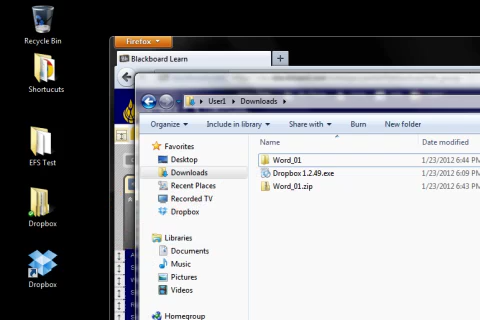 Recycle Bin
Shortucuts
EFS Test
Dropbox
Dropbox
Firefox
Blackboard Learn
User1 Downloads
Organize Include in library Share with Burn New folder
Favorites
Desktop
Downloads
Recent Places
Recorded TV
Dropbox
Libraries
Documents
Music
Pictures
Videos
Homegroup
Name Date modified
Word_01 1/23/2012 6:44 PM
Dropbox 1.2.49.exe 1/23/2012 6:09 PM
Word_01.zip 1/23/2012 6:43 PM